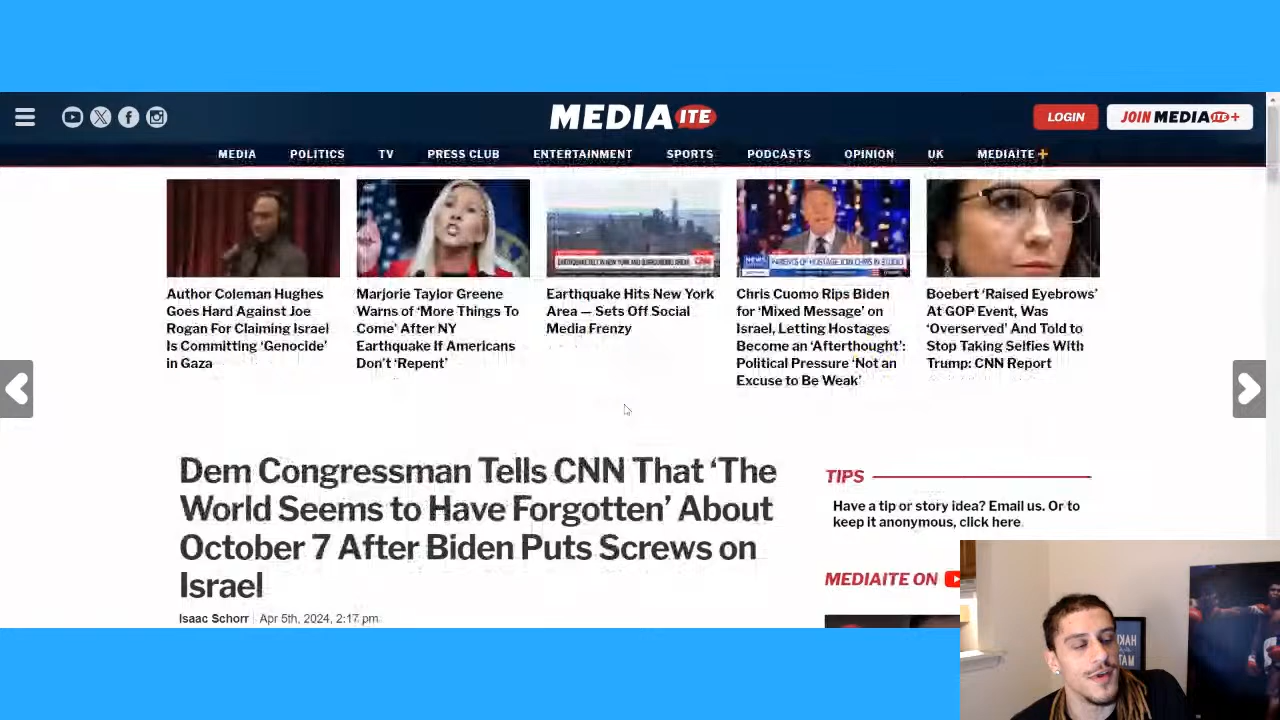 MEDIAITE
LOGIN
JOIN MEDIAITE+
MEDIA POLITICS TV PRESS CLUB ENTERTAINMENT SPORTS PODCASTS OPINION UK MEDIAITE +
PARENTS OF HOSTAGE JOIN CHRIS IN STUDIO
Author Coleman Hughes
Goes Hard Against Joe
Rogan For Claiming Israel
Is Committing ‘Genocide’
in Gaza
Marjorie Taylor Greene
Warns of ‘More Things To
Come’ After NY
Earthquake If Americans
Don’t ‘Repent’
Earthquake Hits New York
Area — Sets Off Social
Media Frenzy
Chris Cuomo Rips Biden
for ‘Mixed Message’ on
Israel, Letting Hostages
Become an ‘Afterthought’:
Political Pressure ‘Not an
Excuse to Be Weak’
Boebert ‘Raised Eyebrows’
At GOP Event, Was
‘Overserved’ And Told to
Stop Taking Selfies With
Trump: CNN Report
Dem Congressman Tells CNN That ‘The
World Seems to Have Forgotten’ About
October 7 After Biden Puts Screws on
Israel
Isaac Schorr | Apr 5th, 2024, 2:17 pm
TIPS
Have a tip or story idea? Email us. Or to
keep it anonymous, click here.
MEDIAITE ON